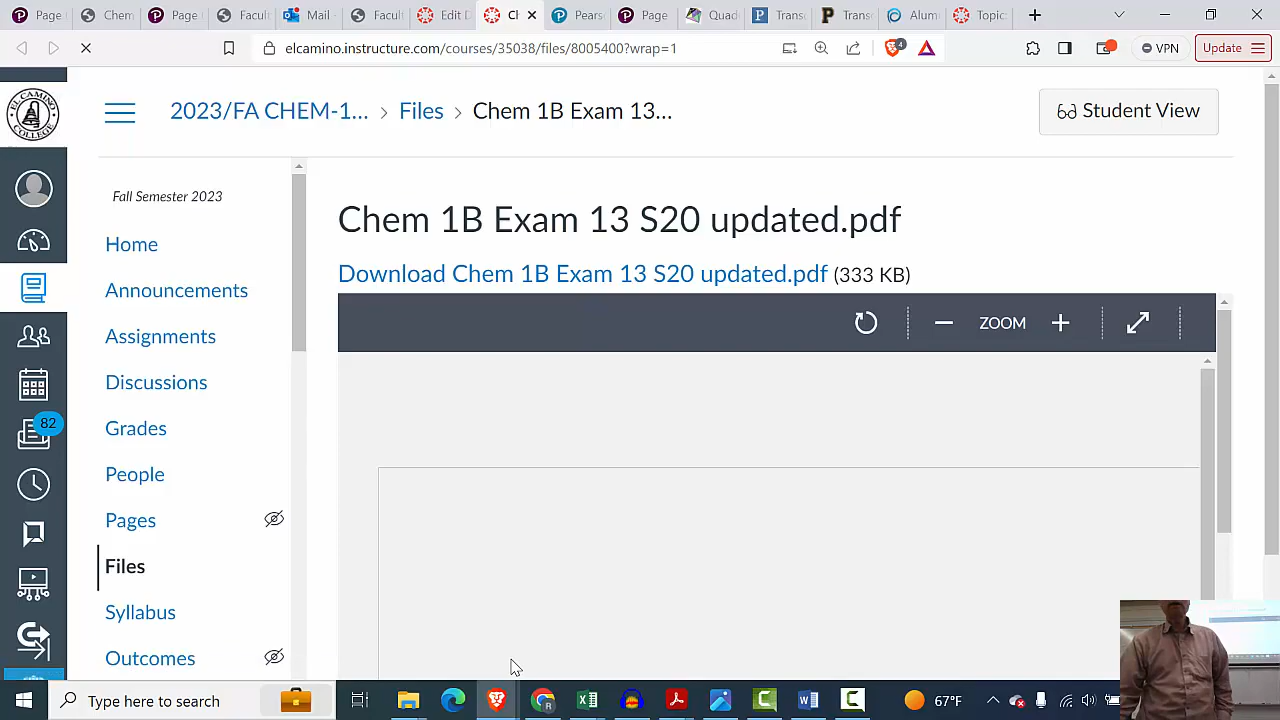 Page
Chem
Page
Facult
Mail -
Facult
Edit D
Ch
Pears
Page
Quad
Transc
Trans
Alum
Topic:
elcamino.instructure.com/courses/35038/files/8005400?wrap=1
4
VPN
Update
2023/FA CHEM-1... > Files > Chem 1B Exam 13...
Student View
Fall Semester 2023
Home
Announcements
Assignments
Discussions
Grades
People
Pages
Files
Syllabus
Outcomes
82
Chem 1B Exam 13 S20 updated.pdf
Download Chem 1B Exam 13 S20 updated.pdf (333 KB)
ZOOM
Type here to search
67°F